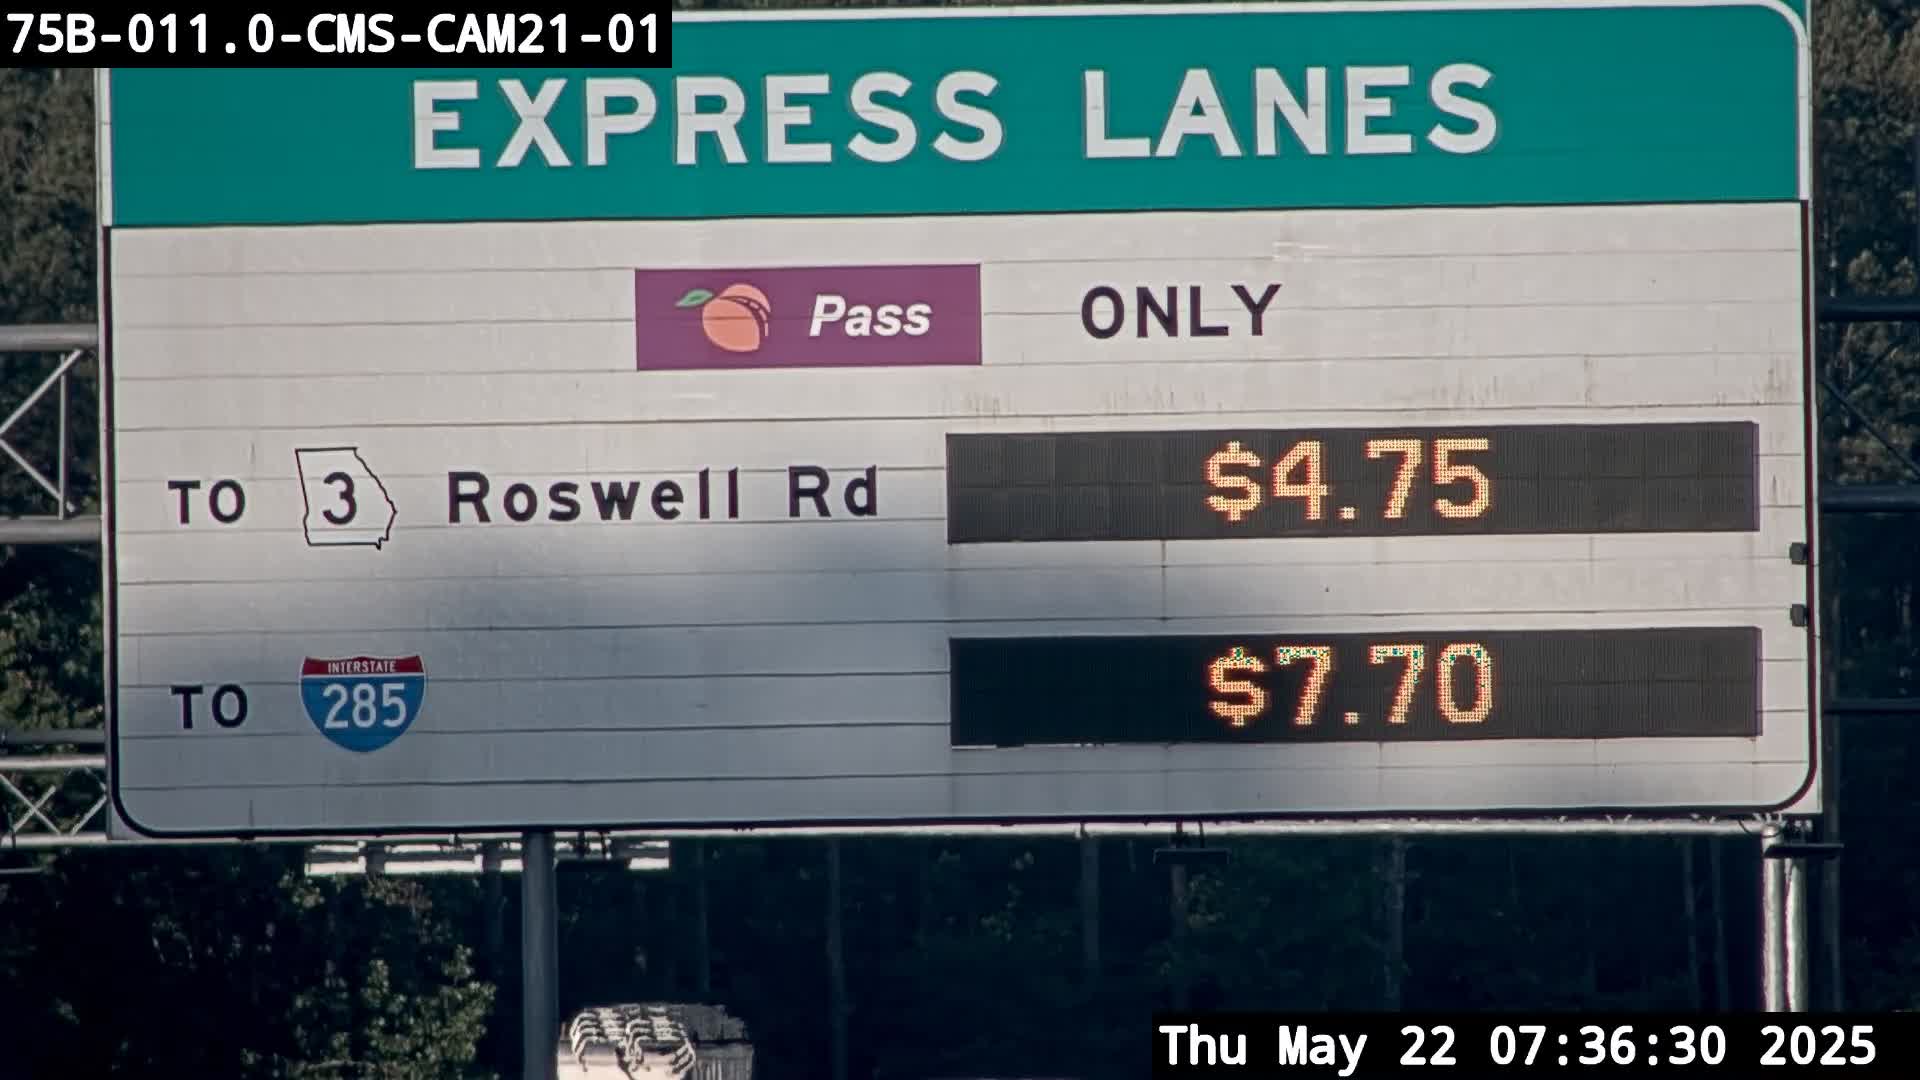 75B-011.0-CMS-CAM21-01
EXPRESS LANES
Pass ONLY
TO 3 Roswell Rd $4.75
TO INTERSTATE 285 $7.70
Thu May 22 07:36:30 2025